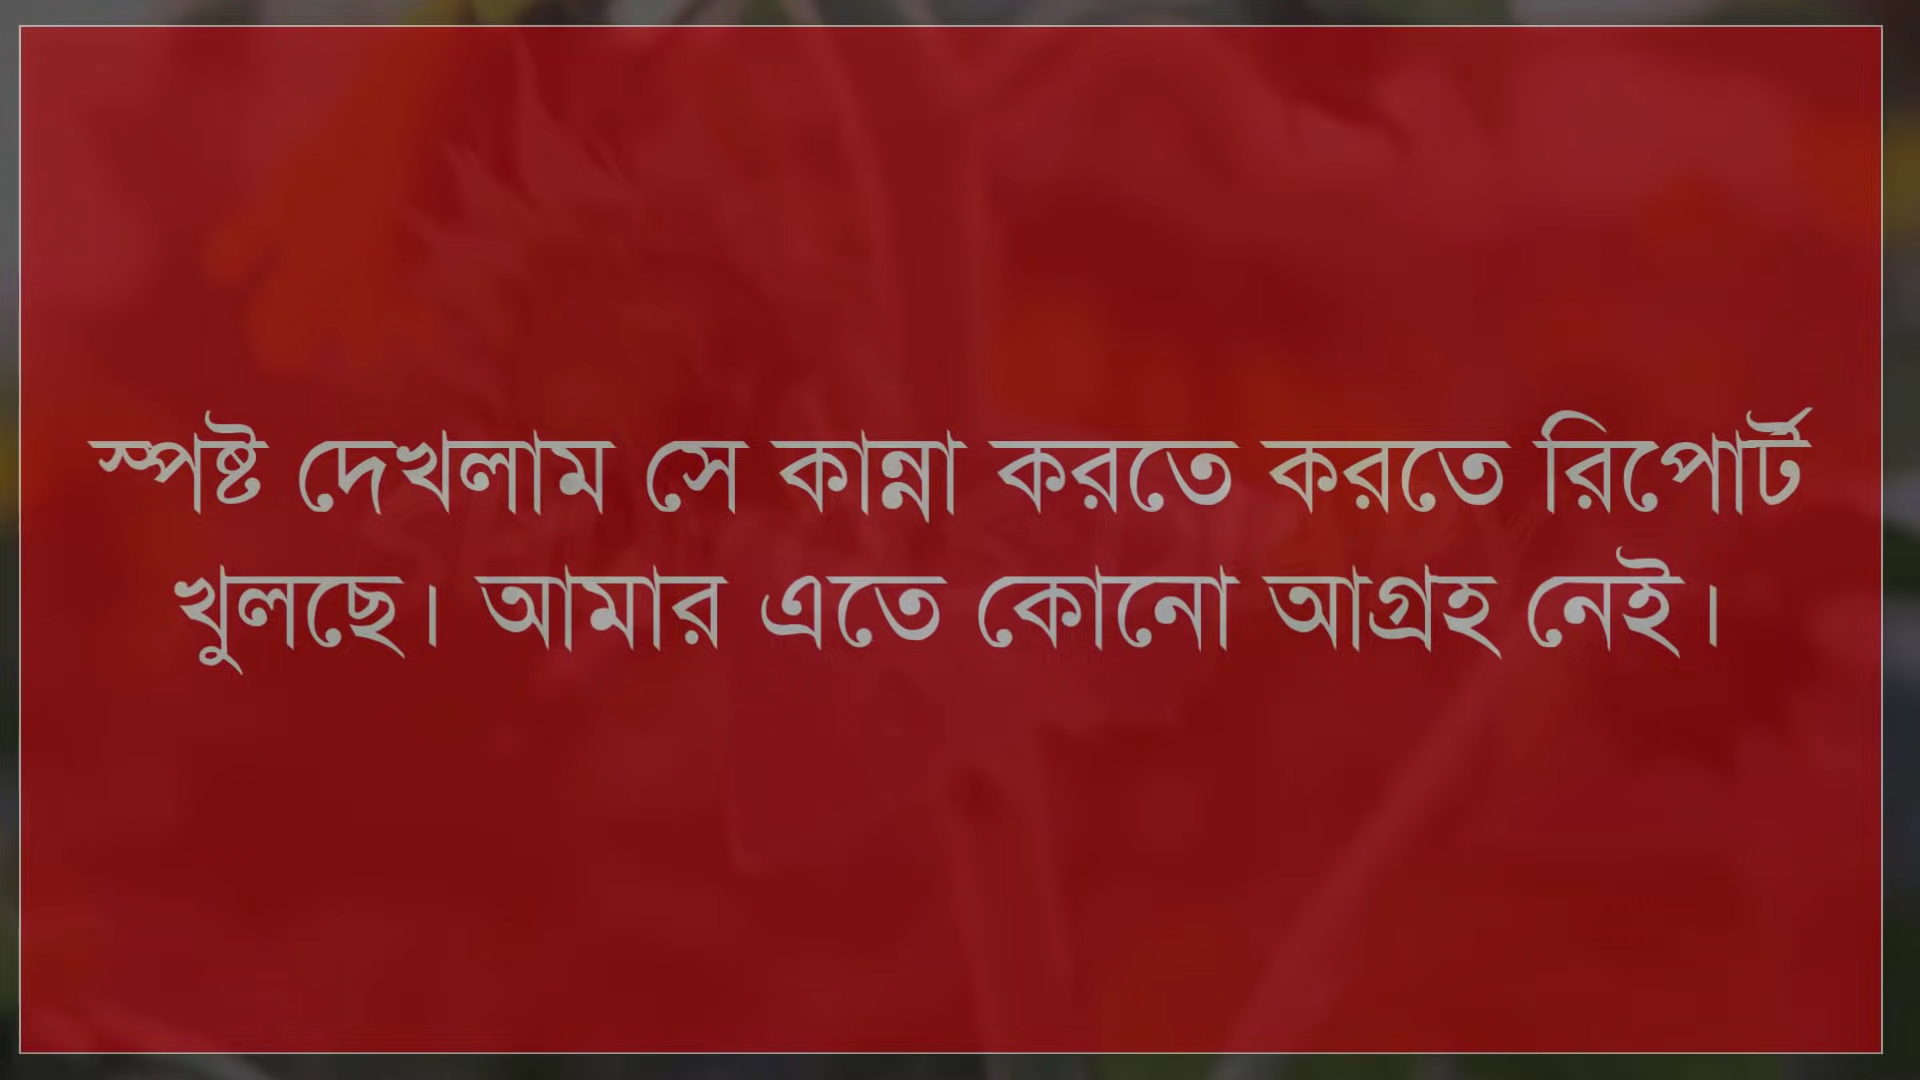 স্পষ্ট দেখলাম সে কান্না করতে করতে রিপোর্ট
খুলছে। আমার এতে কোনো আগ্রহ নেই।